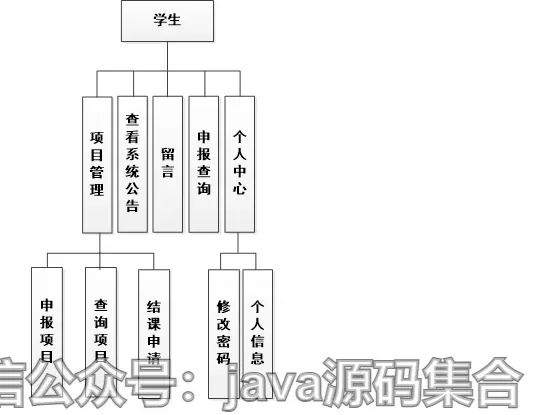 学生
项目管理
查看系统公告
留言
申报查询
个人中心
申报项目
查询项目
结课申请
修改密码
个人信息
信公众号：java源码集合